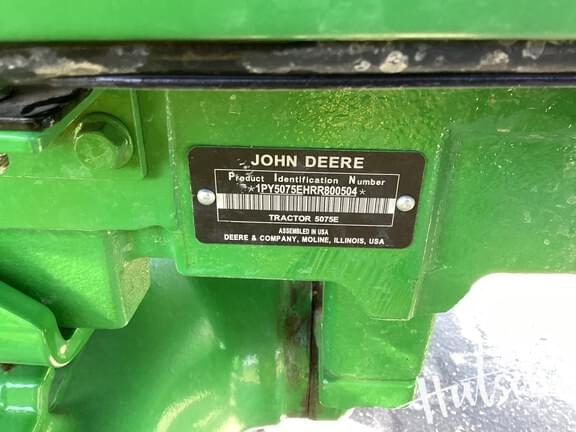 JOHN DEERE
Product Identification Number
*1PY5075EHRR800504*
TRACTOR 5075E
ASSEMBLED IN USA
DEERE & COMPANY, MOLINE, ILLINOIS, USA